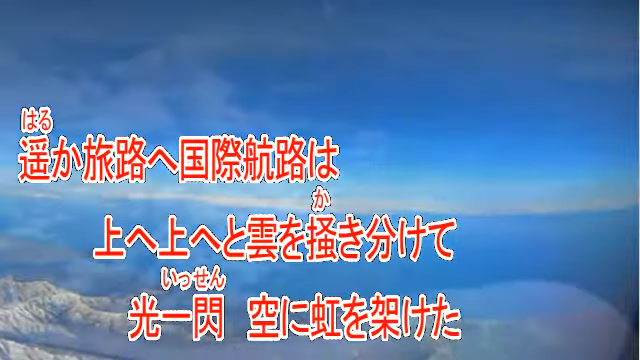 はる
遥か旅路へ国際航路は
か
上へ上へと雲を掻き分けて
いっせん
光一閃 空に虹を架けた